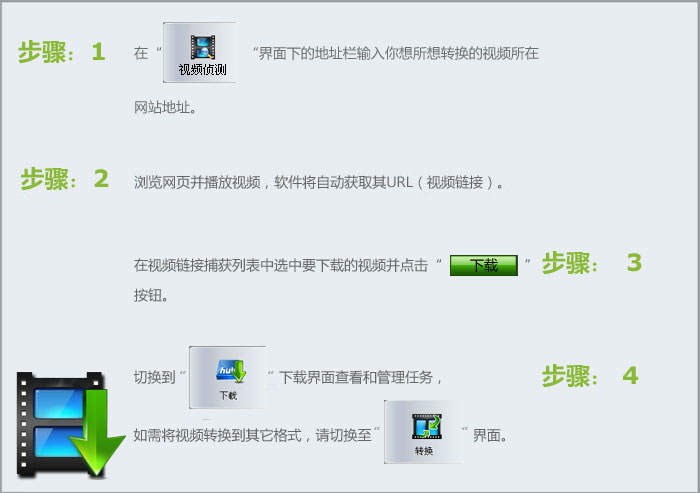 步骤：1
在“视频侦测“界面下的地址栏输入你想所想转换的视频所在
网站地址。
步骤：2
浏览网页并播放视频，软件将自动获取其URL（视频链接）。
在视频链接捕获列表中选中要下载的视频并点击“下载”
步骤： 3
按钮。
切换到“hulu下载“下载界面查看和管理任务，
步骤： 4
如需将视频转换到其它格式，请切换至“转换“界面。